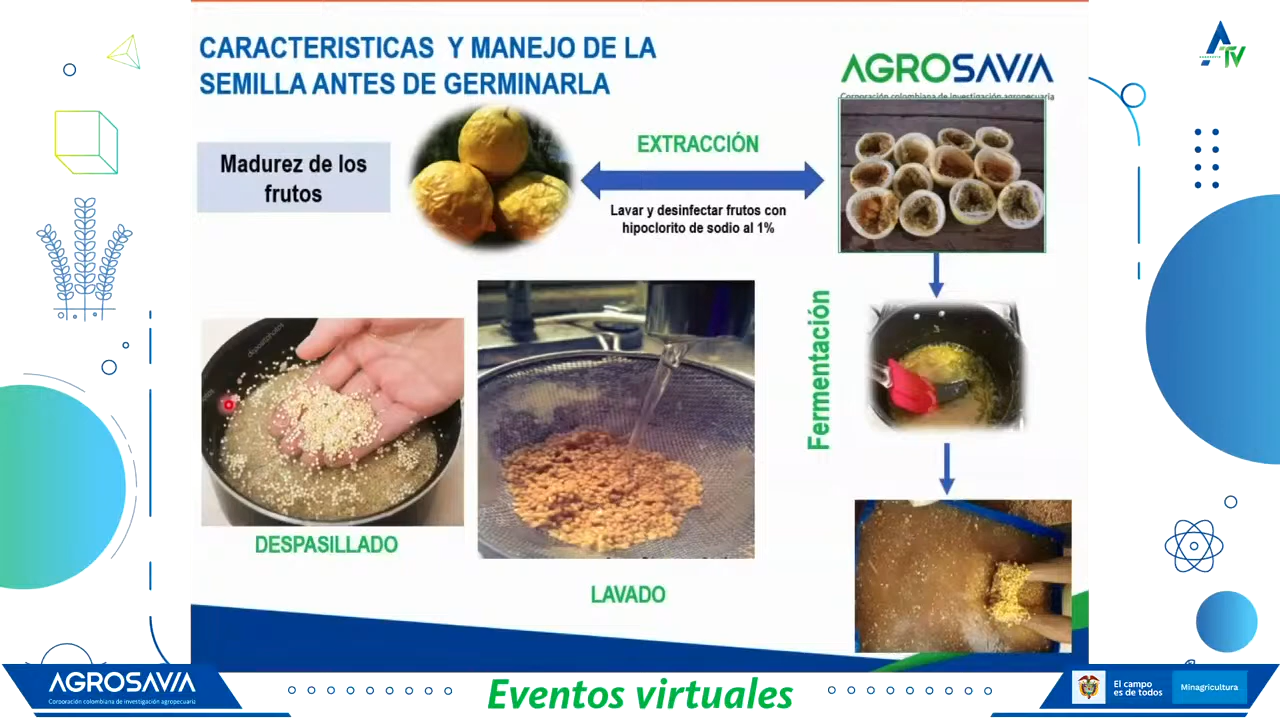 CARACTERISTICAS Y MANEJO DE LA
SEMILLA ANTES DE GERMINARLA
AGROSAVIA
Corporación colombiana de investigación agropecuaria
ATV
Madurez de los
frutos
EXTRACCIÓN
Lavar y desinfectar frutos con
hipoclorito de sodio al 1%
Fermentación
depositphotos
DESPASILLADO
LAVADO
AGROSAVIA
Corporación colombiana de investigación agropecuaria
Eventos virtuales
El campo
es de todos
Minagricultura